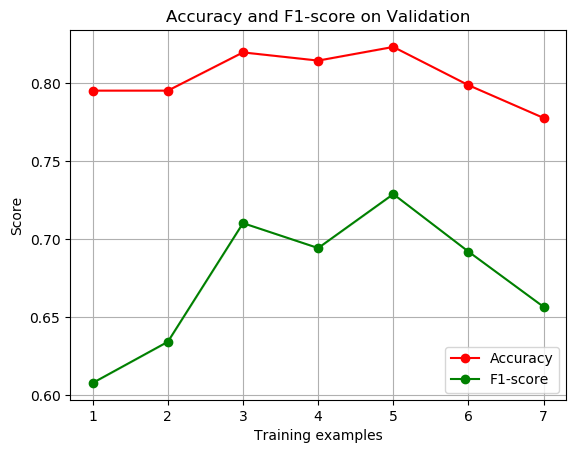 Accuracy and F1-score on Validation
Score
0.80
0.75
0.70
0.65
0.60
Accuracy
F1-score
1 2 3 4 5 6 7
Training examples